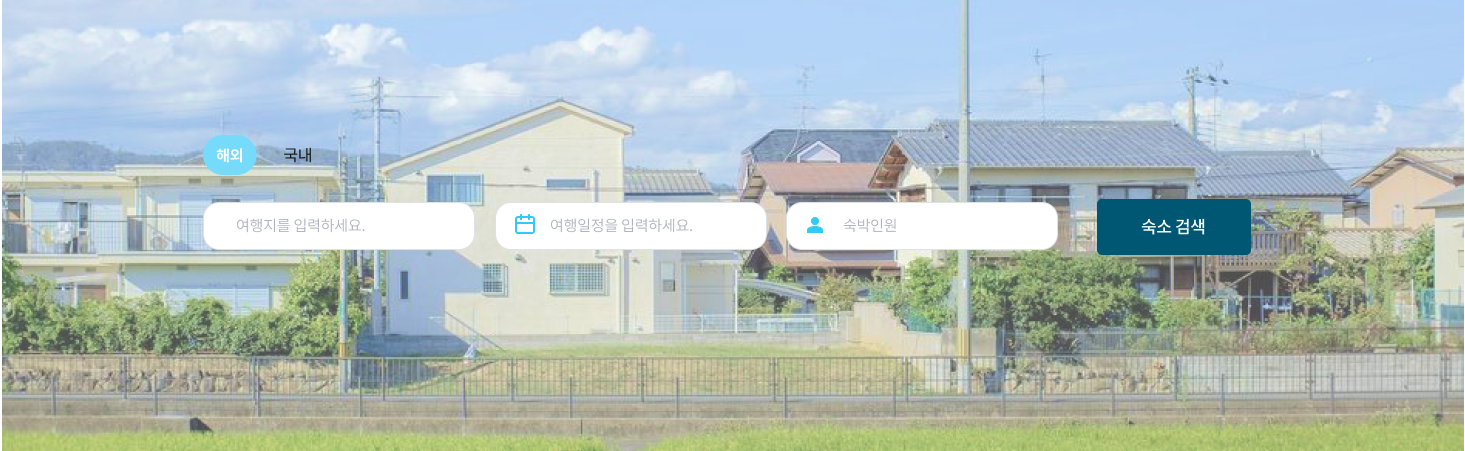 해외
국내
여행지를 입력하세요.
여행일정을 입력하세요.
숙박인원
숙소 검색